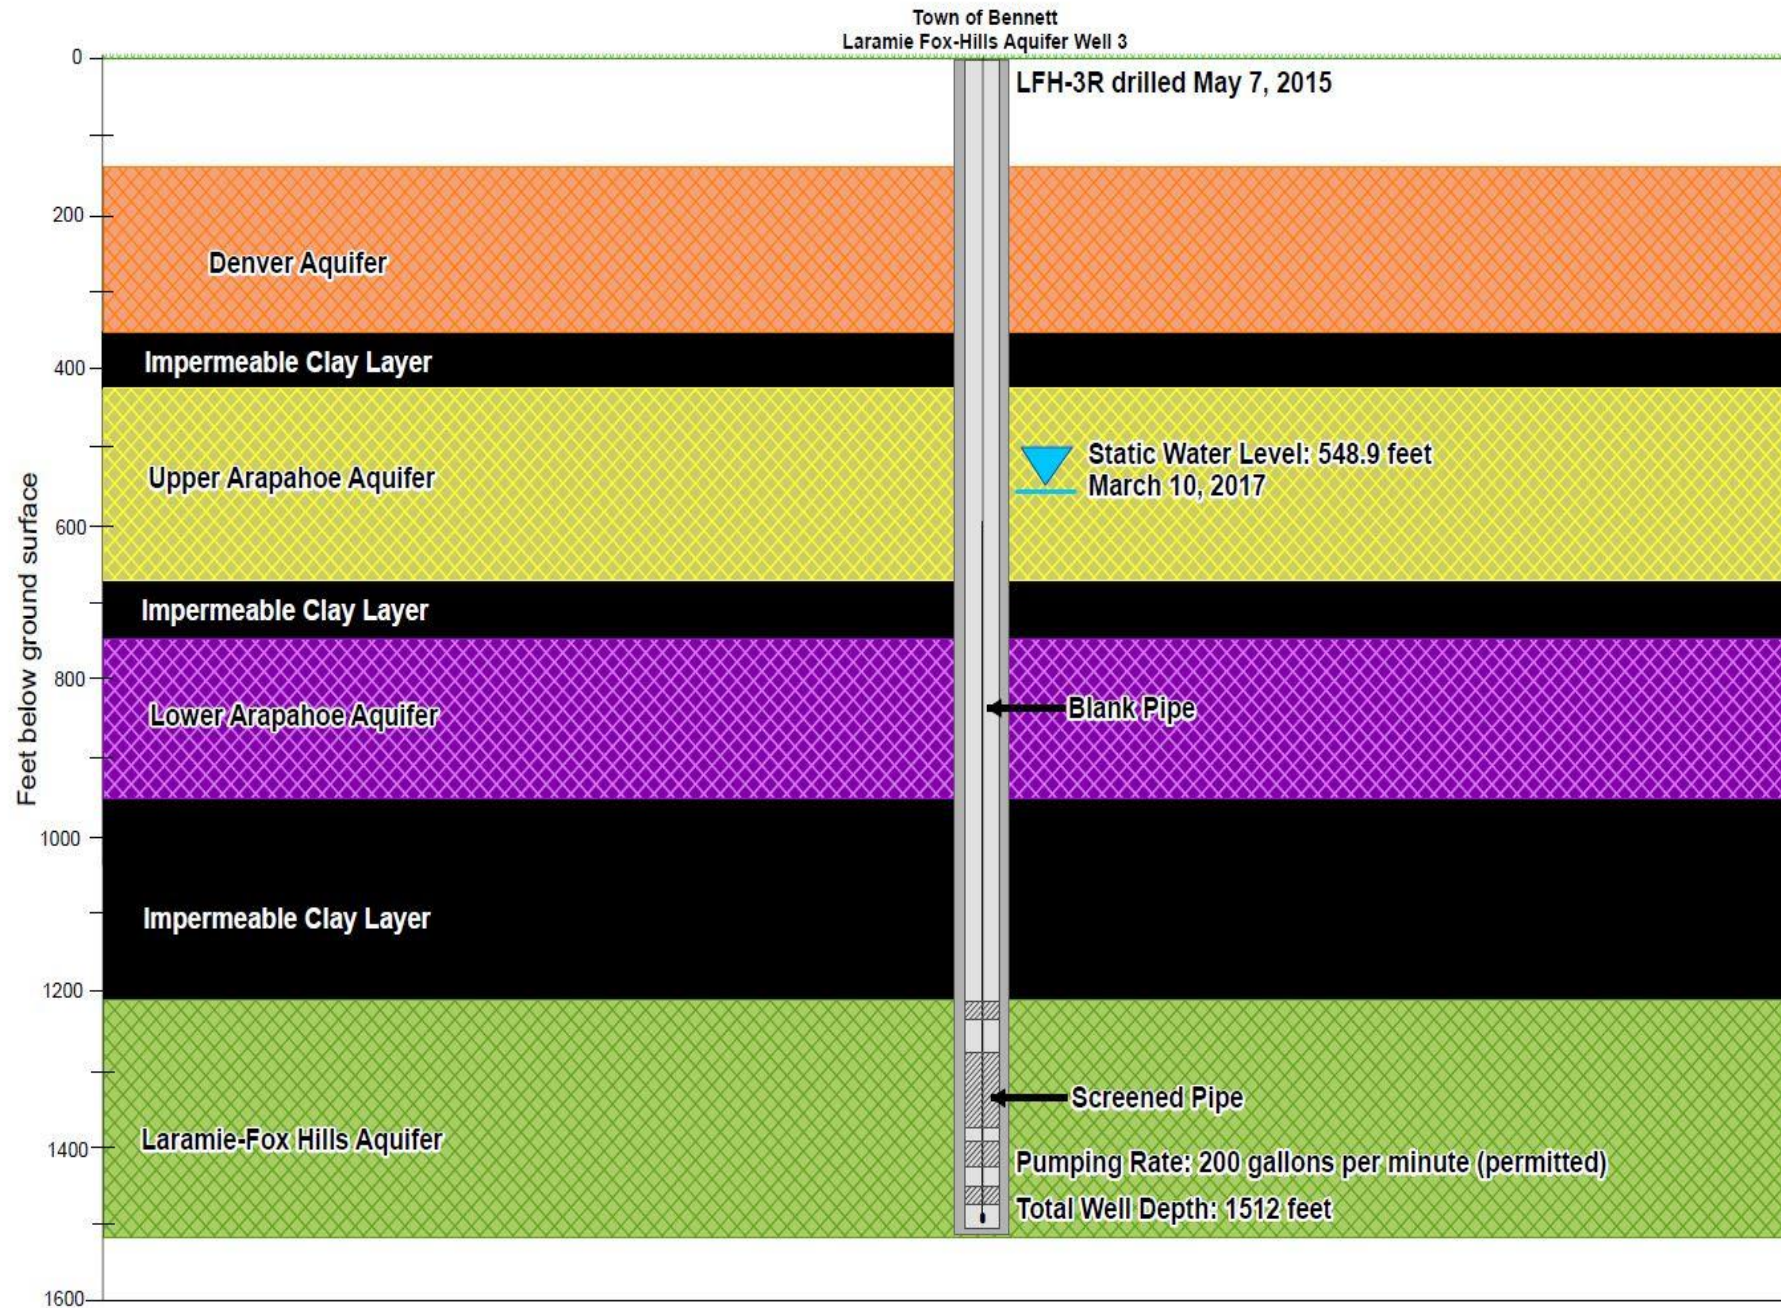 Town of Bennett
Laramie Fox-Hills Aquifer Well 3
0
LFH-3R drilled May 7, 2015
200
Denver Aquifer
Impermeable Clay Layer
400
Static Water Level: 548.9 feet
March 10, 2017
Upper Arapahoe Aquifer
600
Feet below ground surface
Impermeable Clay Layer
800
Blank Pipe
Lower Arapahoe Aquifer
1000
Impermeable Clay Layer
1200
Screened Pipe
Laramie-Fox Hills Aquifer
1400
Pumping Rate: 200 gallons per minute (permitted)
Total Well Depth: 1512 feet
1600